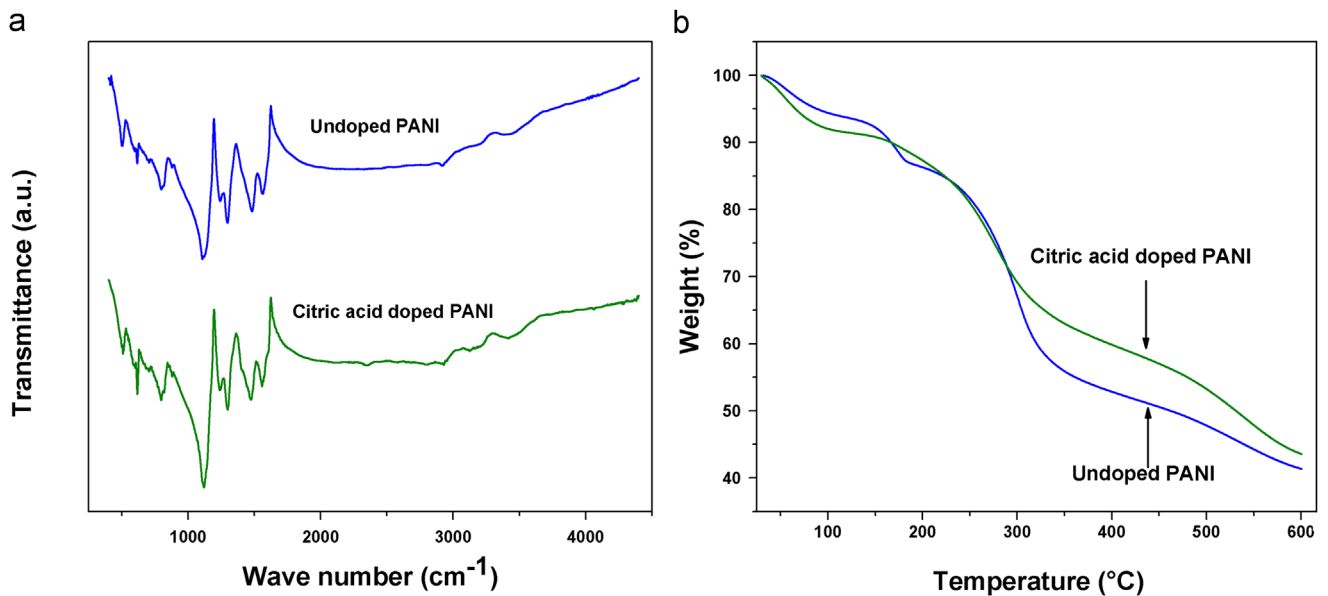 a
Transmittance (a.u.)
Undoped PANI
Citric acid doped PANI
1000 2000 3000 4000
Wave number (cm-1)
b
Weight (%)
100
90
80
70
60
50
40
Citric acid doped PANI
Undoped PANI
100 200 300 400 500 600
Temperature (°C)